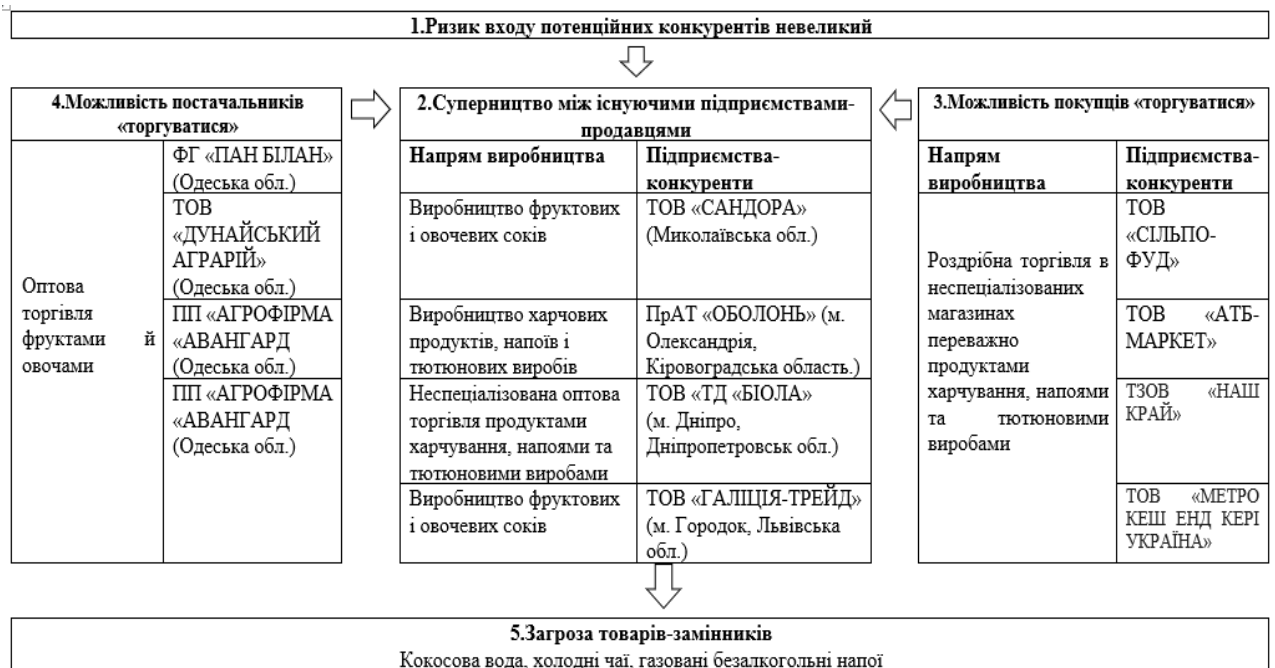 1.Ризик входу потенційних конкурентів невеликий
4.Можливість постачальників
«торгуватися»
Оптова
торгівля
фруктами й
овочами
ФГ «ПАН БІЛАН»
(Одеська обл.)
ТОВ
«ДУНАЙСЬКИЙ
АГРАРІЙ»
(Одеська обл.)
ПП «АГРОФІРМА
«АВАНГАРД
(Одеська обл.)
ПП «АГРОФІРМА
«АВАНГАРД
(Одеська обл.)
2.Суперництво між існуючими підприємствами-
продавцями
Напрям виробництва
Підприємства-
конкуренти
Виробництво фруктових
і овочевих соків
ТОВ «САНДОРА»
(Миколаївська обл.)
Виробництво харчових
продуктів, напоїв і
тютюнових виробів
ПрАТ «ОБОЛОНЬ» (м.
Олександрія,
Кіровоградська область.)
Неспеціалізована оптова
торгівля продуктами
харчування, напоями та
тютюновими виробами
ТОВ «ТД «БІОЛА»
(м. Дніпро,
Дніпропетровськ обл.)
Виробництво фруктових
і овочевих соків
ТОВ «ГАЛІЦІЯ-ТРЕЙД»
(м. Городок, Львівська
обл.)
3.Можливість покупців «торгуватися»
Напрям
виробництва
Підприємства-
конкуренти
Роздрібна торгівля в
неспеціалізованих
магазинах
переважно
продуктами
харчування, напоями
та тютюновими
виробами
ТОВ
«СІЛЬПО-
ФУД»
ТОВ «АТБ-
МАРКЕТ»
ТЗОВ «НАШ
КРАЙ»
ТОВ «МЕТРО
КЕШ ЕНД КЕРІ
УКРАЇНА»
5.Загроза товарів-замінників
Кокосова вода, холодні чаї, газовані безалкогольні напої